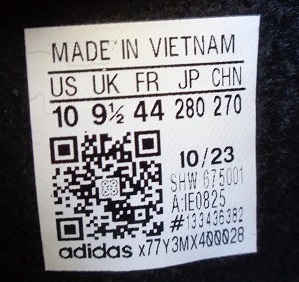 MADE IN VIETNAM
US UK FR JP CHN
10 9½ 44 280 270
10/23
SHW 675001
A:IE0825
#133436382
adidas x77Y3MX400028